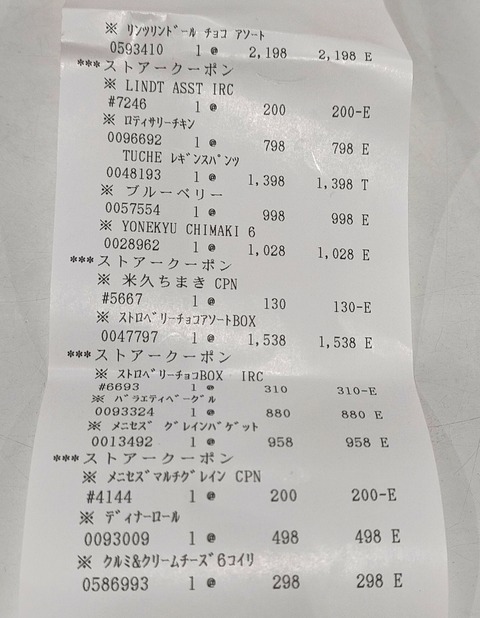 ※ リンツリンドール チョコ アソート
0593410 1 @ 2,198 2,198 E
***ストアークーポン
※ LINDT ASST IRC
#7246 1 @ 200 200-E
※ ロティサリーチキン
0096692 1 @ 798 798 E
TUCHE レギンスパンツ
0048193 1 @ 1,398 1,398 T
※ ブルーベリー
0057554 1 @ 998 998 E
※ YONEKYU CHIMAKI 6
0028962 1 @ 1,028 1,028 E
***ストアークーポン
※ 米久ちまき CPN
#5667 1 @ 130 130-E
※ ストロベリーチョコアソートBOX
0047797 1 @ 1,538 1,538 E
***ストアークーポン
※ ストロベリーチョコBOX IRC
#6693 1 @ 310 310-E
※ バラエティベーグル
0093324 1 @ 880 880 E
※ メニセズ グレインバゲット
0013492 1 @ 958 958 E
***ストアークーポン
※ メニセズマルチグレイン CPN
#4144 1 @ 200 200-E
※ ディナーロール
0093009 1 @ 498 498 E
※ クルミ&クリームチーズ6コイリ
0586993 1 @ 298 298 E